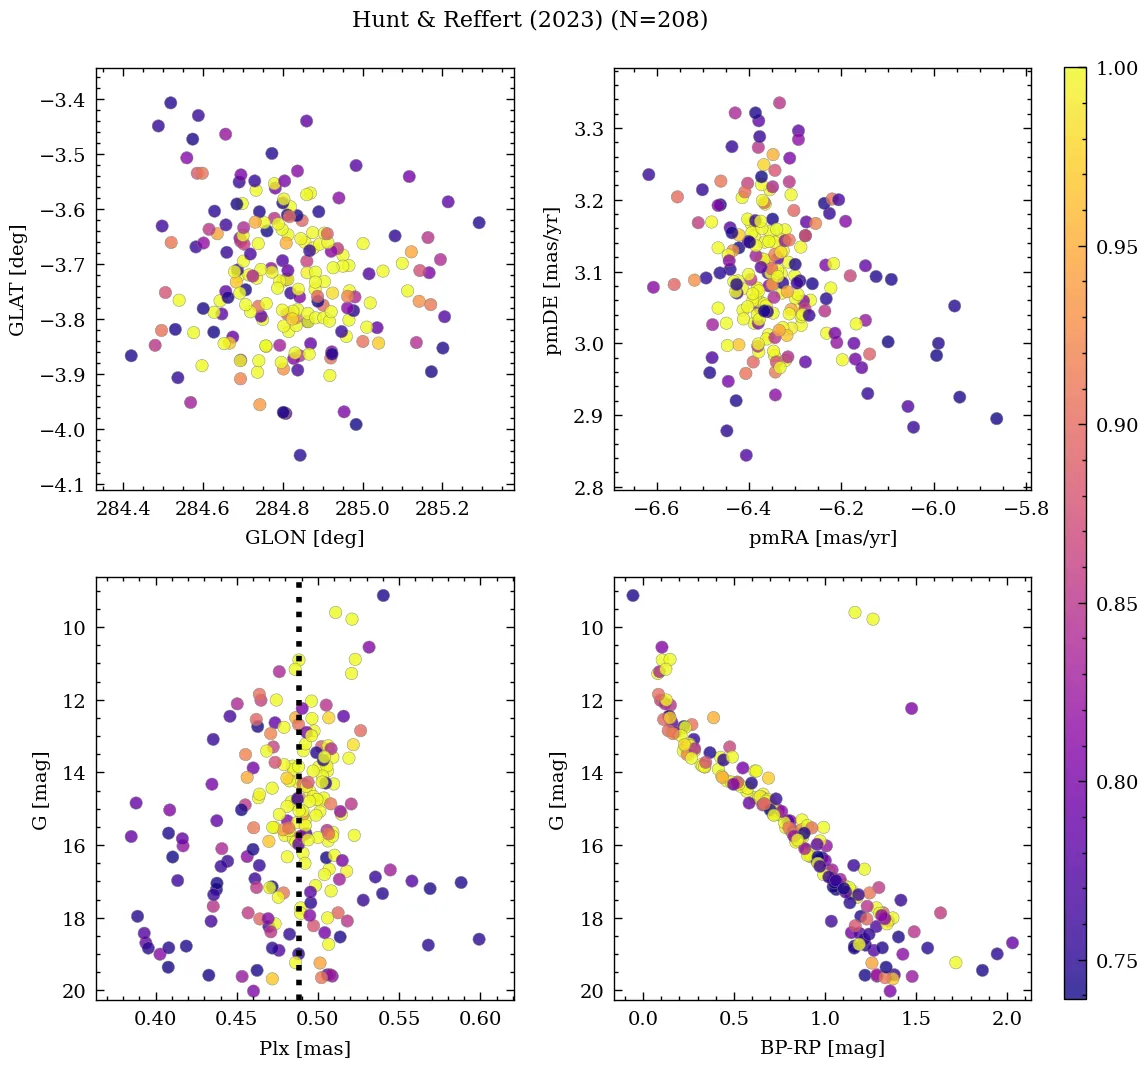 Hunt & Reffert (2023) (N=208)
−3.4
−3.5
−3.6
−3.7
−3.8
−3.9
−4.0
−4.1
GLAT [deg]
284.4 284.6 284.8 285.0 285.2
GLON [deg]
3.3
3.2
3.1
3.0
2.9
2.8
pmDE [mas/yr]
−6.6 −6.4 −6.2 −6.0 −5.8
pmRA [mas/yr]
10
12
14
16
18
20
G [mag]
0.40 0.45 0.50 0.55 0.60
Plx [mas]
10
12
14
16
18
20
G [mag]
0.0 0.5 1.0 1.5 2.0
BP-RP [mag]
1.00
0.95
0.90
0.85
0.80
0.75